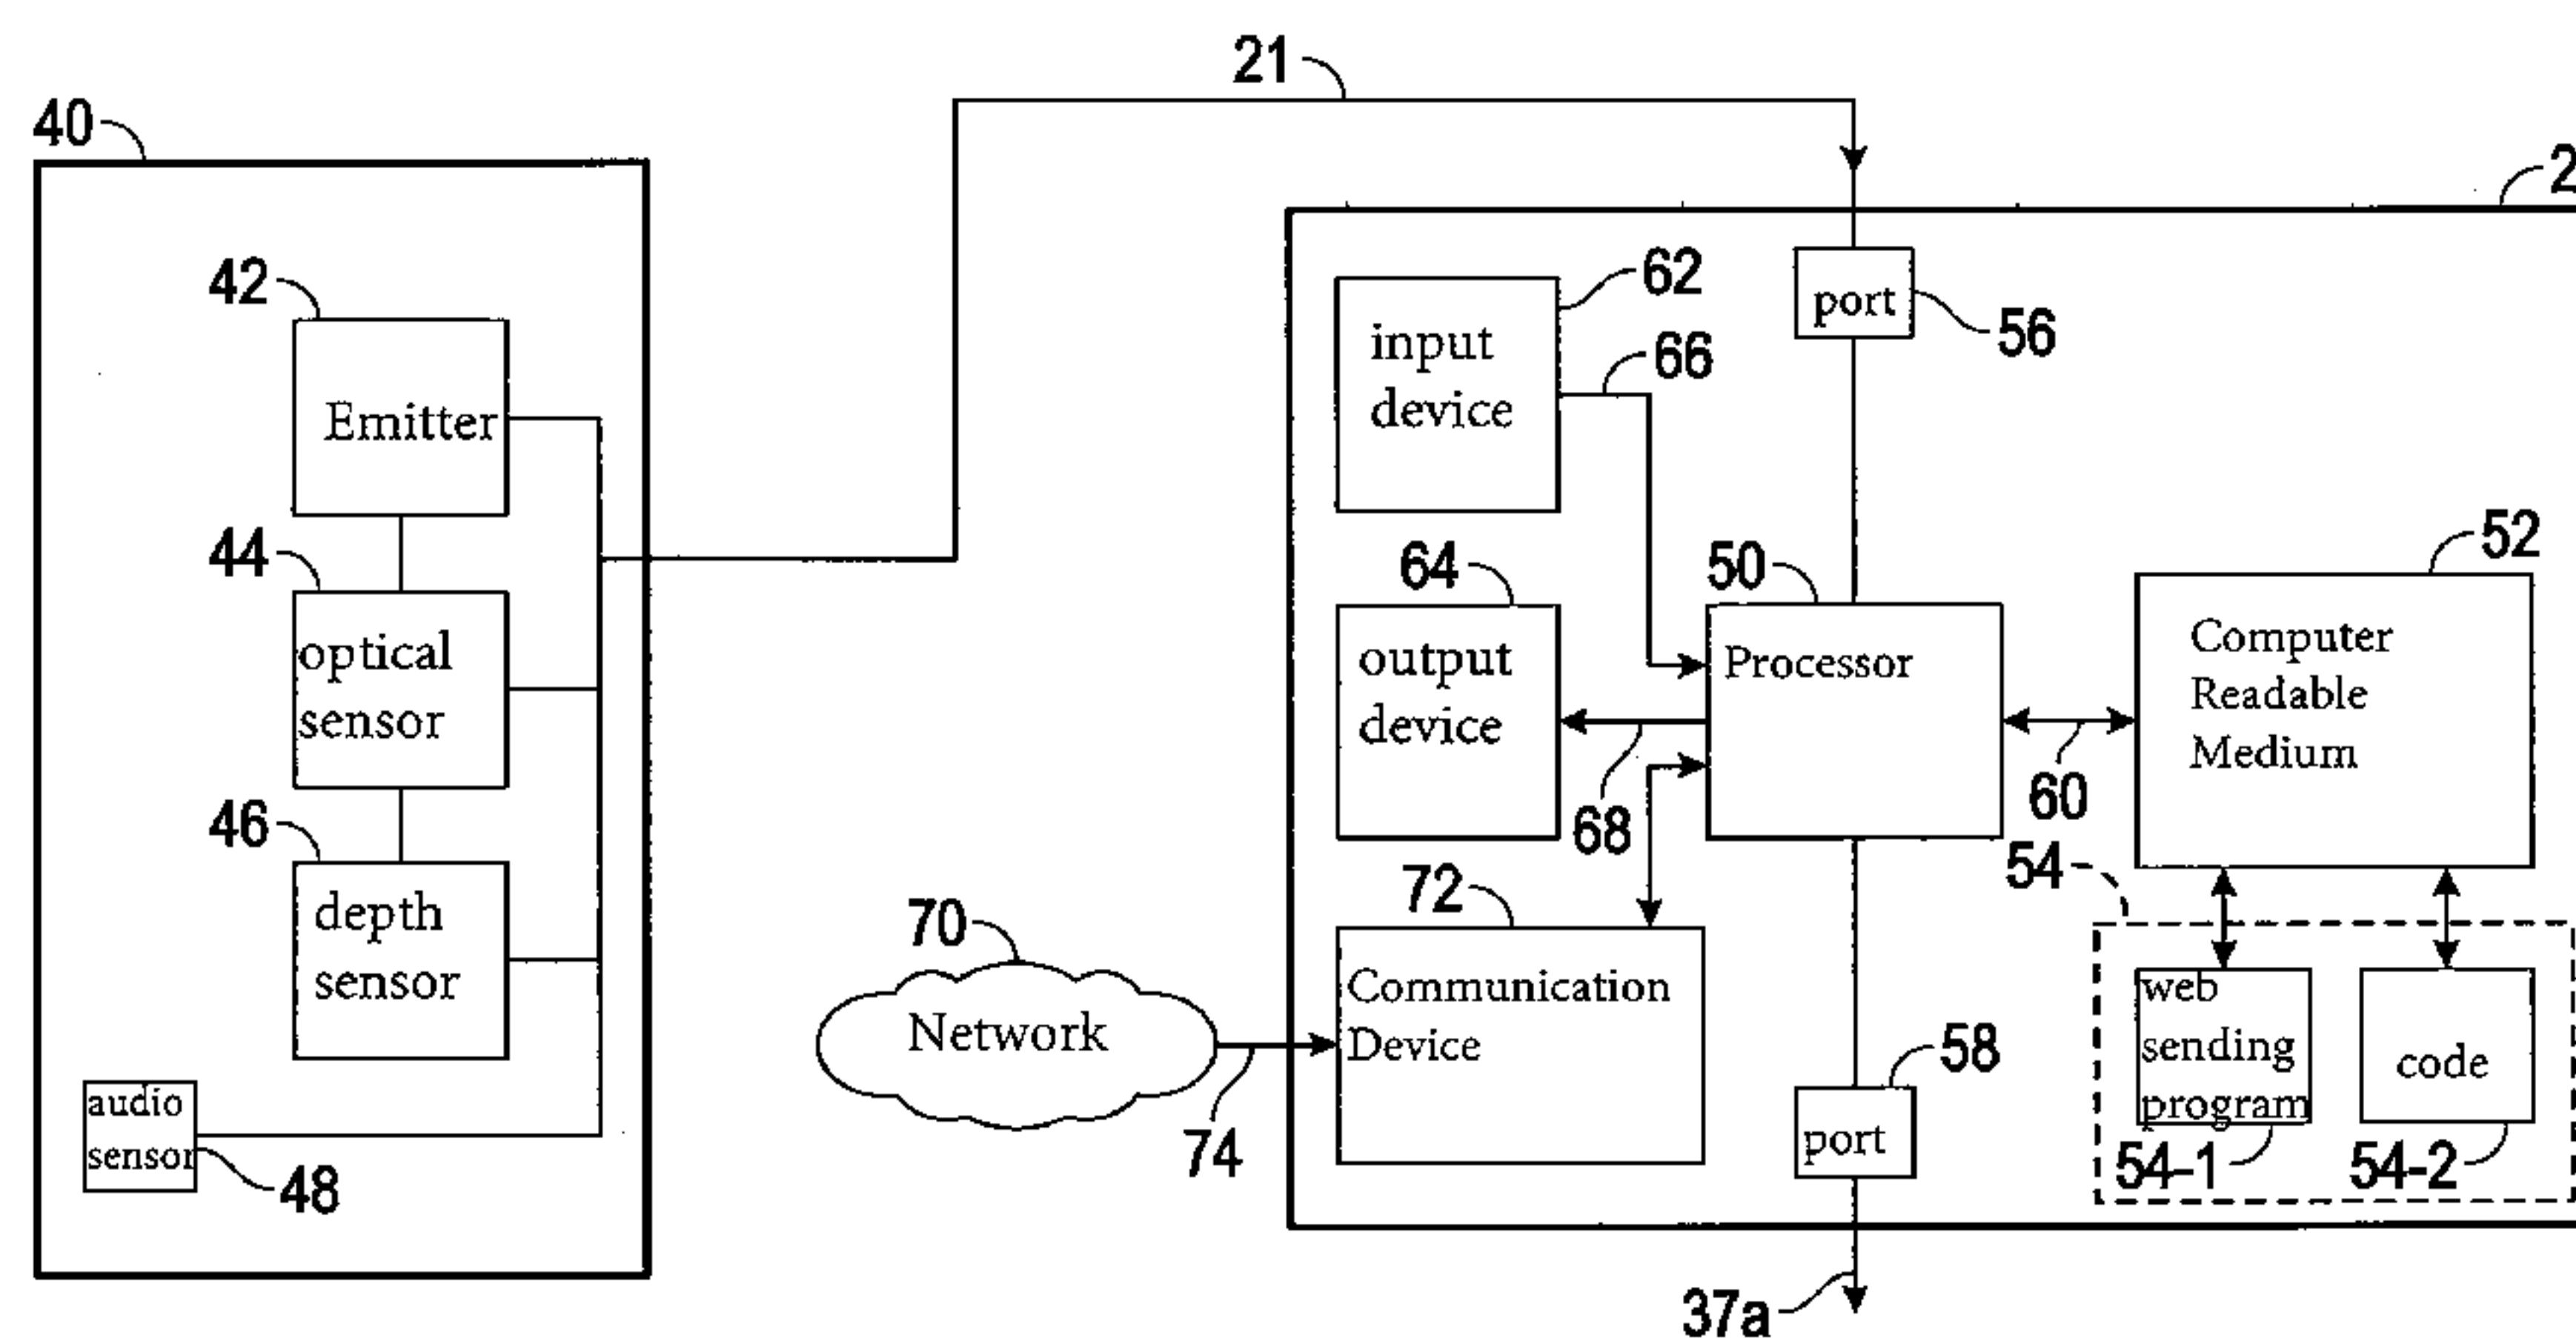 21
40
2
42
Emitter
44
optical
sensor
46
depth
sensor
audio
sensor
48
62
input
device
66
port
56
64
output
device
68
50
Processor
52
Computer
Readable
Medium
60
54
72
Communication
Device
70
Network
74
58
port
web
sending
program
54-1
code
54-2
37a